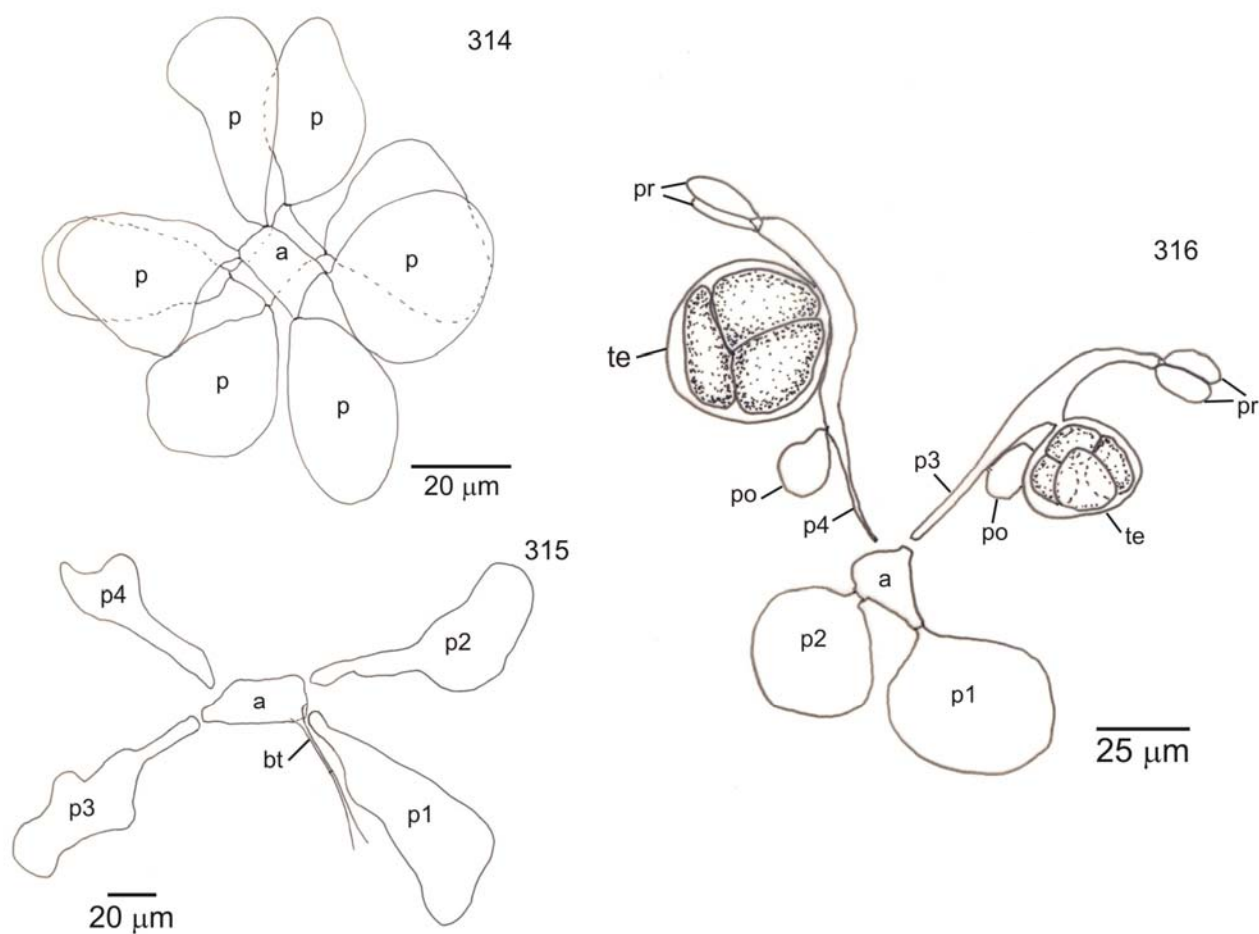 314
p p
p a p
p p
20 μm
315
p4 p2
a
bt
p3 p1
20 μm
316
pr
te
pr
p3
po p4 po te
a
p2
p1
25 μm